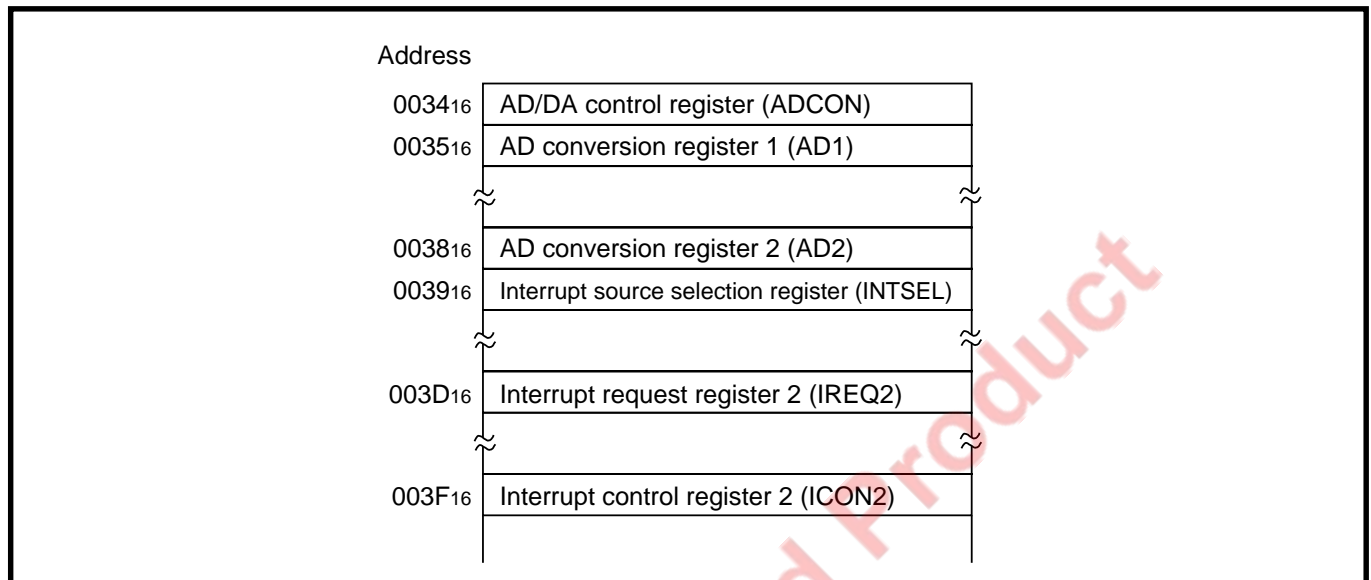 Address
0034₁₆ AD/DA control register (ADCON)
0035₁₆ AD conversion register 1 (AD1)
0038₁₆ AD conversion register 2 (AD2)
0039₁₆ Interrupt source selection register (INTSEL)
003D₁₆ Interrupt request register 2 (IREQ2)
003F₁₆ Interrupt control register 2 (ICON2)
d Product